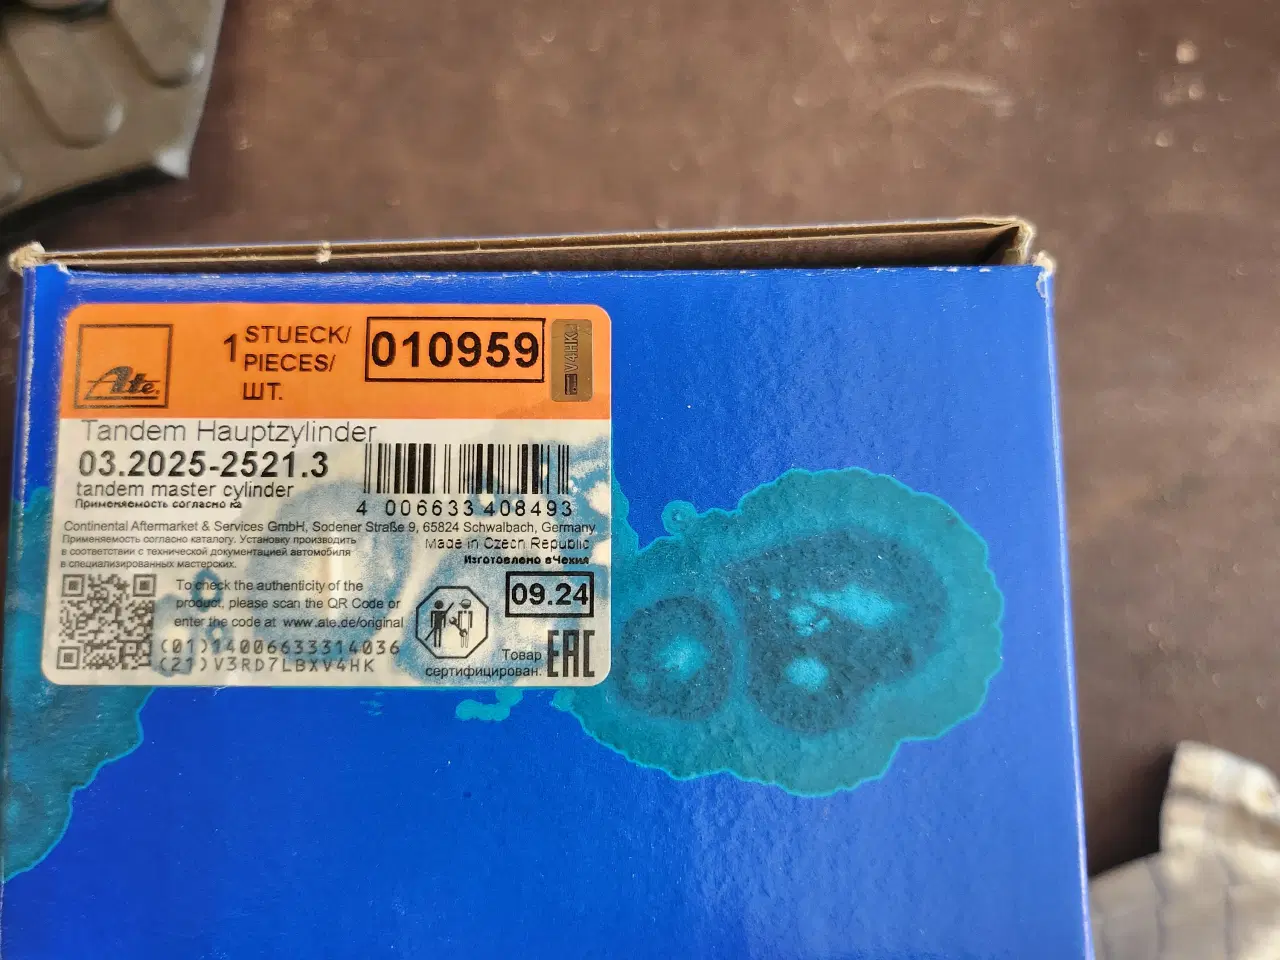 Ate.
1 STUECK/
PIECES/
ШТ.
010959
V4HK
Tandem Hauptzylinder
03.2025-2521.3
tandem master cylinder
Применяемость согласно ка
4 006633 408493
Continental Aftermarket & Services GmbH, Sodener Straße 9, 65824 Schwalbach, Germany
Применяемость согласно каталогу. Установку производить
в соответствии с технической документацией автомобиля
в специализированных мастерских.
Made in Czech Republic
Изготовлено в Чехия
To check the authenticity of the
product, please scan the QR Code or
enter the code at www.ate.de/original
(01)14006633314036
(21)V3RD7LBXV4HK
09.24
Товар
сертифицирован.
EAC